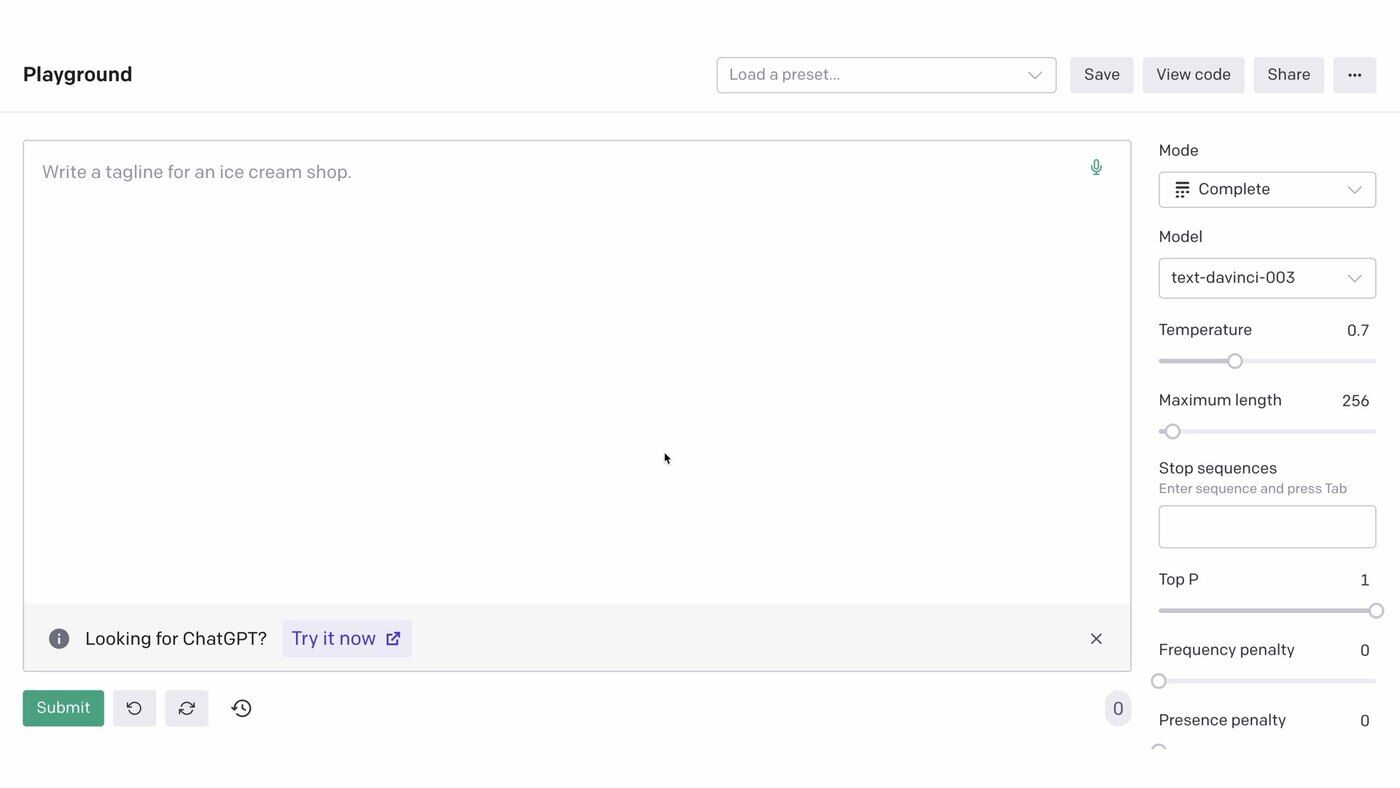 Playground
Load a preset...
Save
View code
Share
Write a tagline for an ice cream shop.
Looking for ChatGPT?
Try it now
Submit
0
Mode
Complete
Model
text-davinci-003
Temperature
0.7
Maximum length
256
Stop sequences
Enter sequence and press Tab
Top P
1
Frequency penalty
0
Presence penalty
0